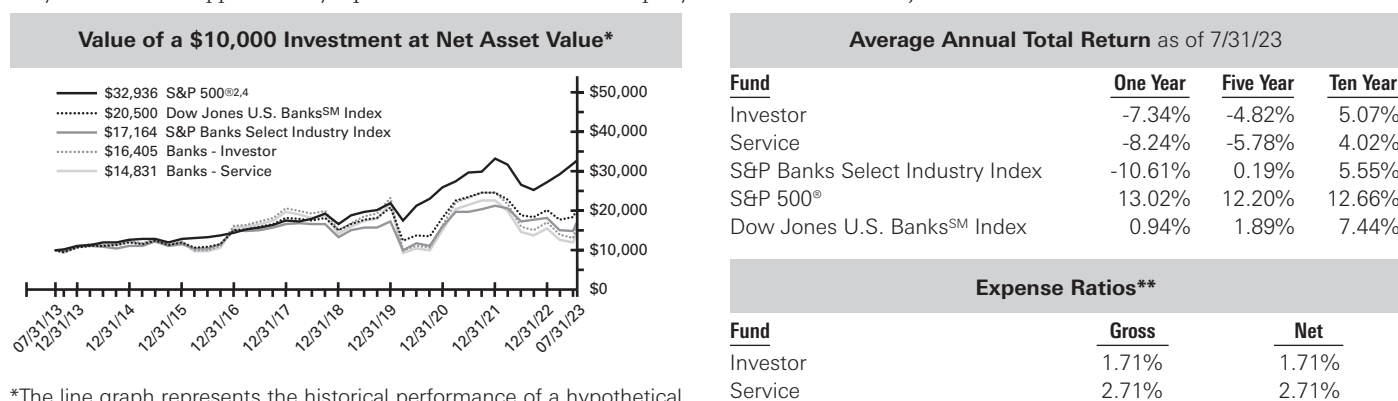 Value of a $10,000 Investment at Net Asset Value*
$32,936 S&P 500®2,4
$20,500 Dow Jones U.S. BanksSM Index
$17,164 S&P Banks Select Industry Index
$16,405 Banks - Investor
$14,831 Banks - Service
$50,000
$40,000
$30,000
$20,000
$10,000
$0
07/31/13
12/31/13
12/31/14
12/31/15
12/31/16
12/31/17
12/31/18
12/31/19
12/31/20
12/31/21
12/31/22
07/31/23
*The line graph represents the historical performance of a hypothetical
Average Annual Total Return as of 7/31/23
Fund One Year Five Year Ten Year
Investor -7.34% -4.82% 5.07%
Service -8.24% -5.78% 4.02%
S&P Banks Select Industry Index -10.61% 0.19% 5.55%
S&P 500® 13.02% 12.20% 12.66%
Dow Jones U.S. BanksSM Index 0.94% 1.89% 7.44%
Expense Ratios**
Fund Gross Net
Investor 1.71% 1.71%
Service 2.71% 2.71%